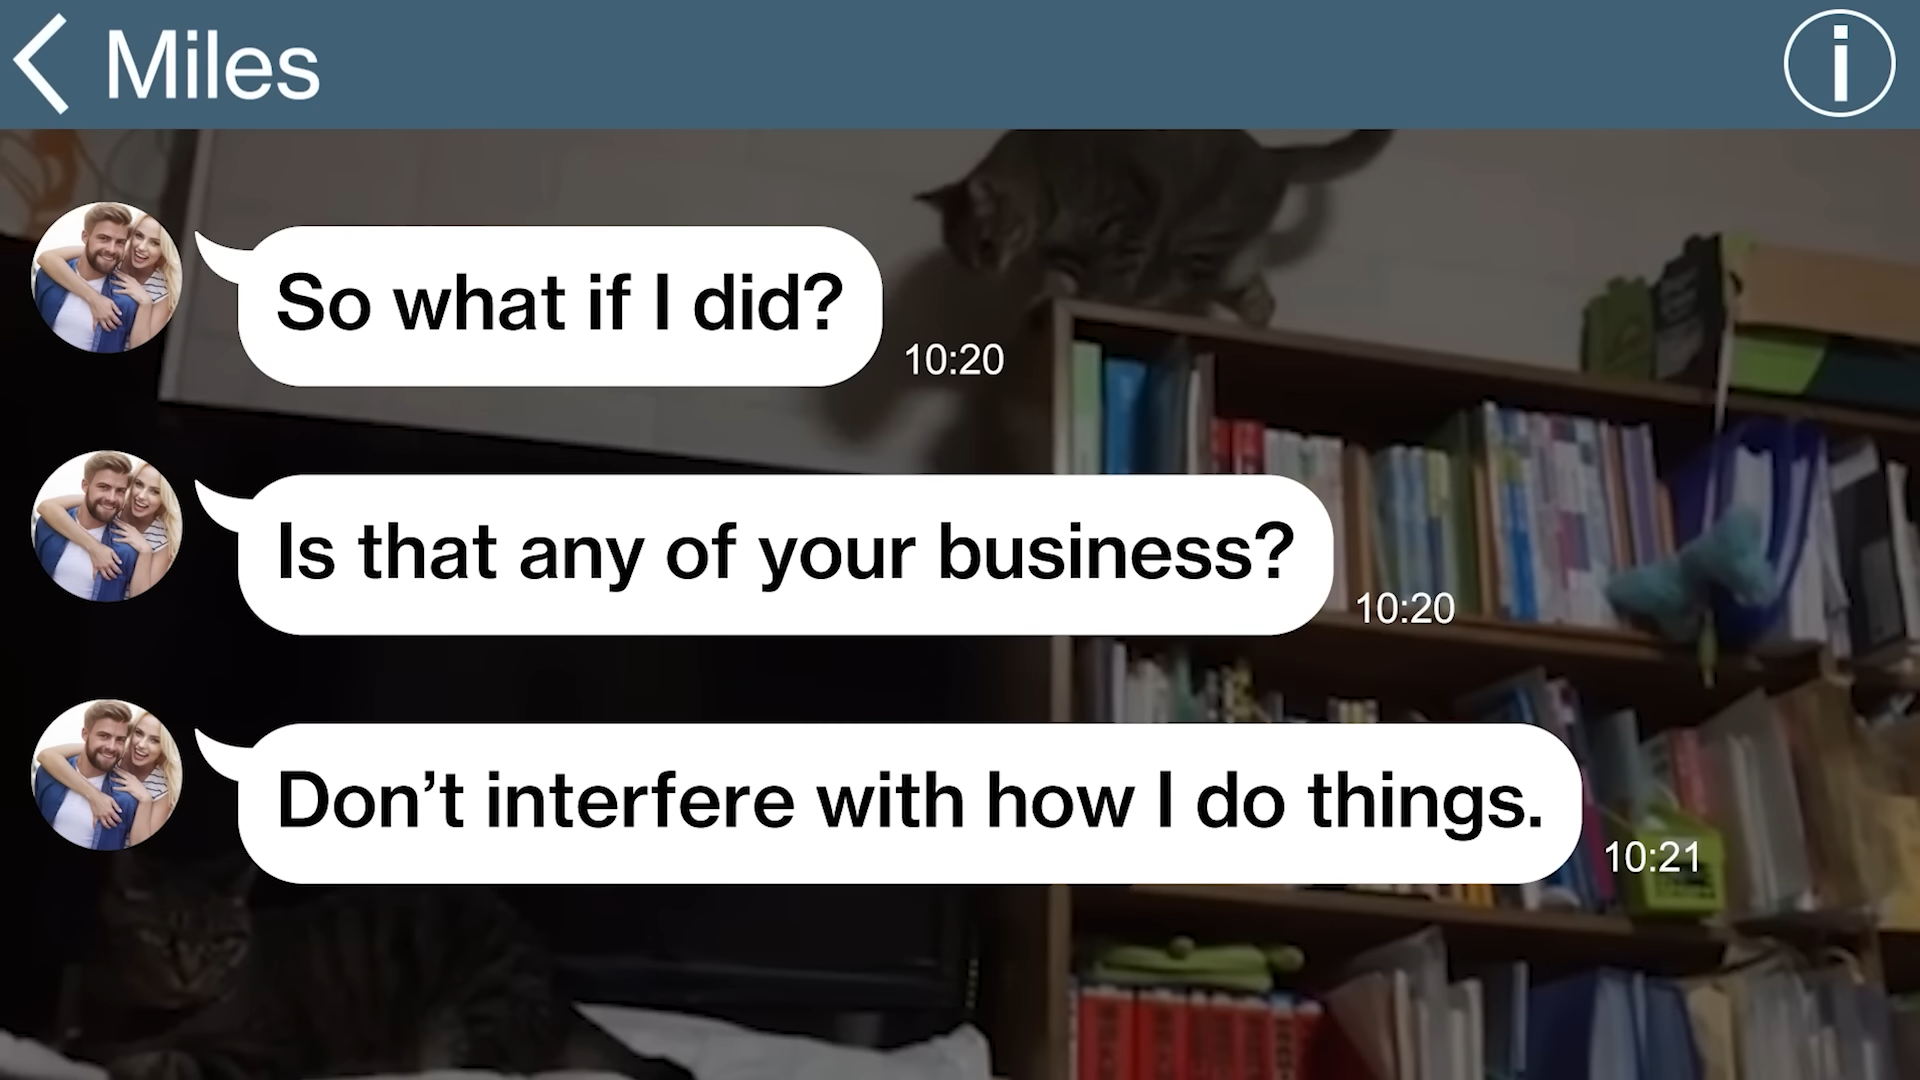 Miles
So what if I did?
10:20
Is that any of your business?
10:20
Don’t interfere with how I do things.
10:21